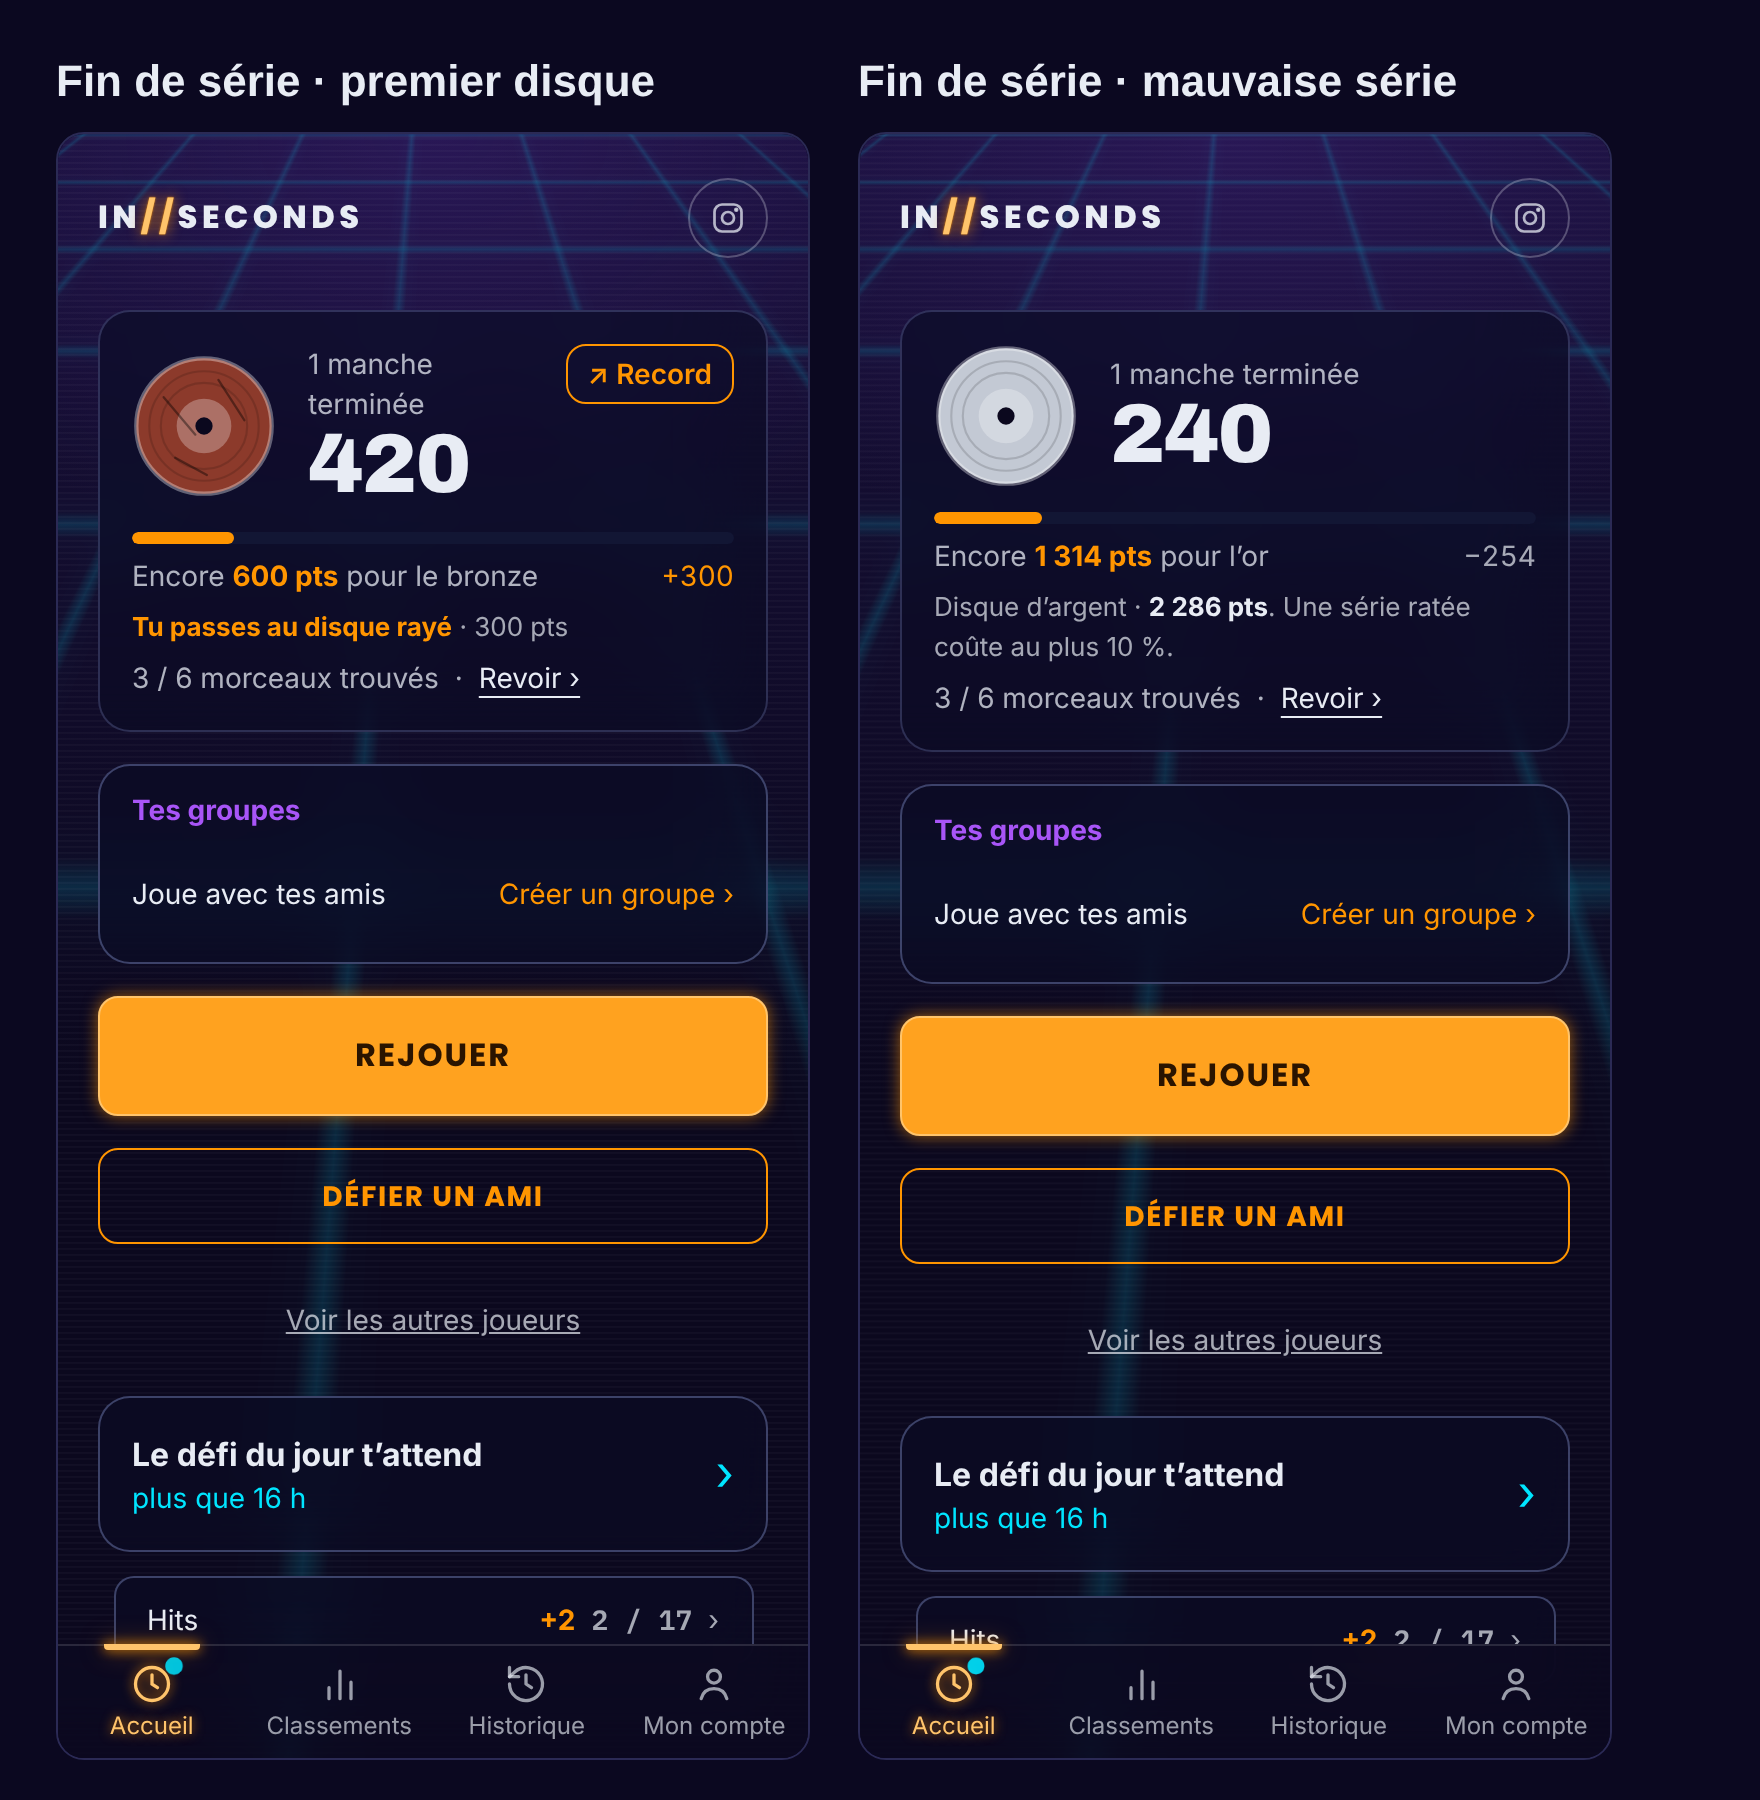 Fin de série · premier disque
IN//SECONDS
1 manche
terminée
↗ Record
420
Encore 600 pts pour le bronze +300
Tu passes au disque rayé · 300 pts
3 / 6 morceaux trouvés · Revoir ›
Tes groupes
Joue avec tes amis Créer un groupe ›
REJOUER
DÉFIER UN AMI
Voir les autres joueurs
Le défi du jour t’attend ›
plus que 16 h
Hits +2 2 / 17 ›
Accueil Classements Historique Mon compte
Fin de série · mauvaise série
IN//SECONDS
1 manche terminée
240
Encore 1 314 pts pour l’or −254
Disque d’argent · 2 286 pts. Une série ratée
coûte au plus 10 %.
3 / 6 morceaux trouvés · Revoir ›
Tes groupes
Joue avec tes amis Créer un groupe ›
REJOUER
DÉFIER UN AMI
Voir les autres joueurs
Le défi du jour t’attend ›
plus que 16 h
Hits +2 2 / 17 ›
Accueil Classements Historique Mon compte